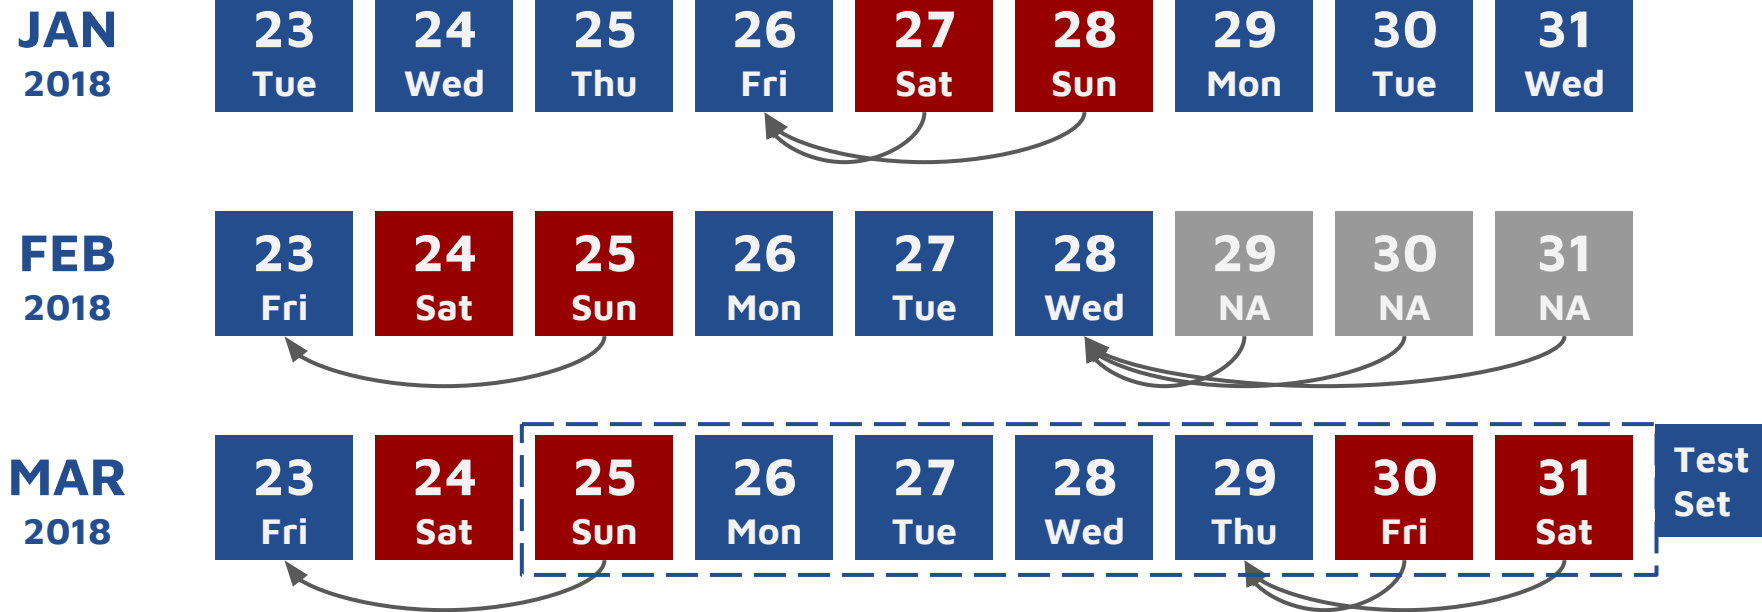 JAN 23 24 25 26 27 28 29 30 31
2018 Tue Wed Thu Fri Sat Sun Mon Tue Wed
FEB 23 24 25 26 27 28 29 30 31
2018 Fri Sat Sun Mon Tue Wed NA NA NA
MAR 23 24 25 26 27 28 29 30 31
2018 Fri Sat Sun Mon Tue Wed Thu Fri Sat
Test
Set